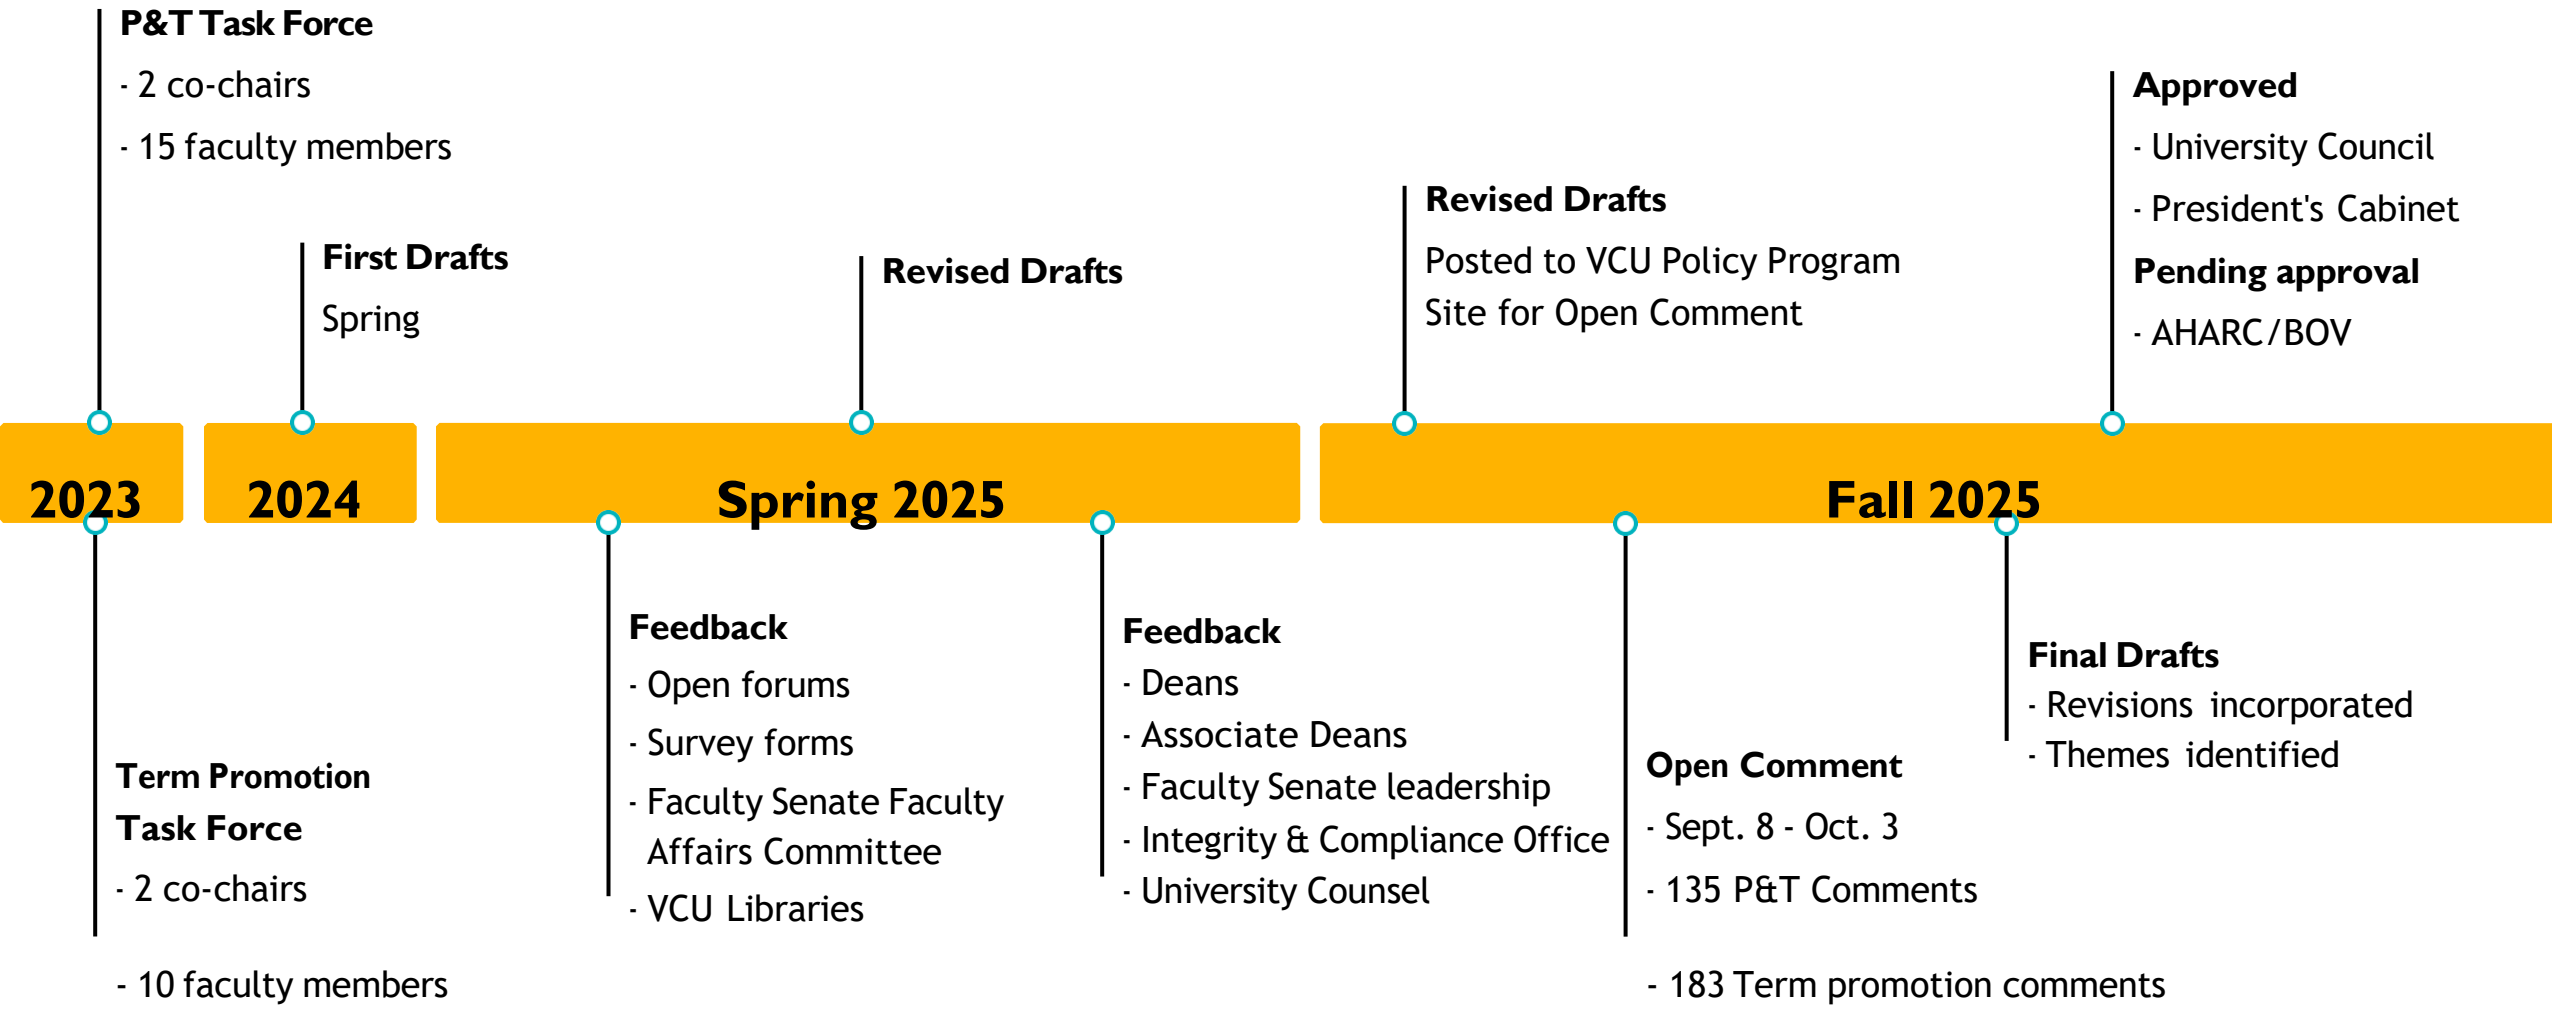 P&T Task Force
- 2 co-chairs
- 15 faculty members
First Drafts
Spring
Revised Drafts
Revised Drafts
Posted to VCU Policy Program
Site for Open Comment
Approved
- University Council
- President's Cabinet
Pending approval
- AHARC/BOV
2023
2024
Spring 2025
Fall 2025
Term Promotion
Task Force
- 2 co-chairs
- 10 faculty members
Feedback
- Open forums
- Survey forms
- Faculty Senate Faculty
Affairs Committee
- VCU Libraries
Feedback
- Deans
- Associate Deans
- Faculty Senate leadership
- Integrity & Compliance Office
- University Counsel
Open Comment
- Sept. 8 - Oct. 3
- 135 P&T Comments
- 183 Term promotion comments
Final Drafts
- Revisions incorporated
- Themes identified